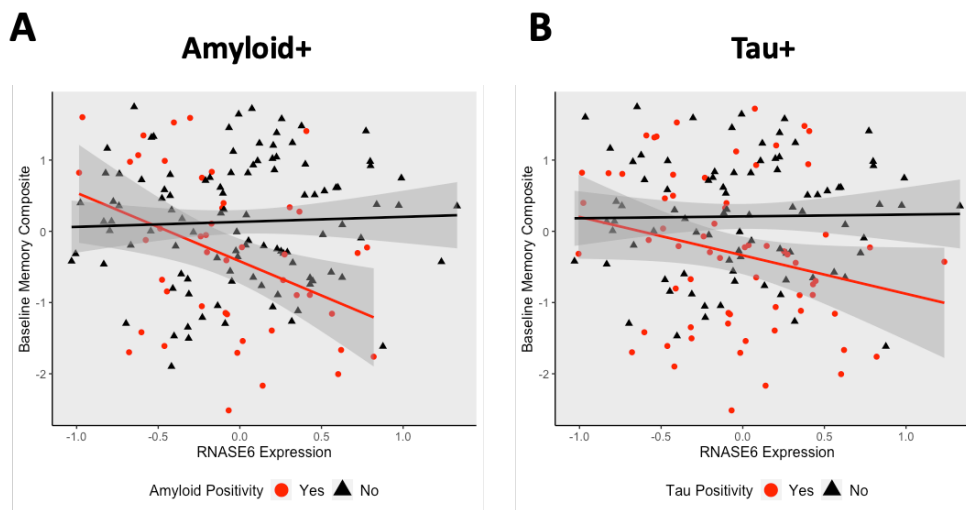 A
Amyloid+
1
0
-1
-2
Baseline Memory Composite
-1.0 -0.5 0.0 0.5 1.0
RNASE6 Expression
Amyloid Positivity Yes No
B
Tau+
1
0
-1
-2
Baseline Memory Composite
-1.0 -0.5 0.0 0.5 1.0
RNASE6 Expression
Tau Positivity Yes No